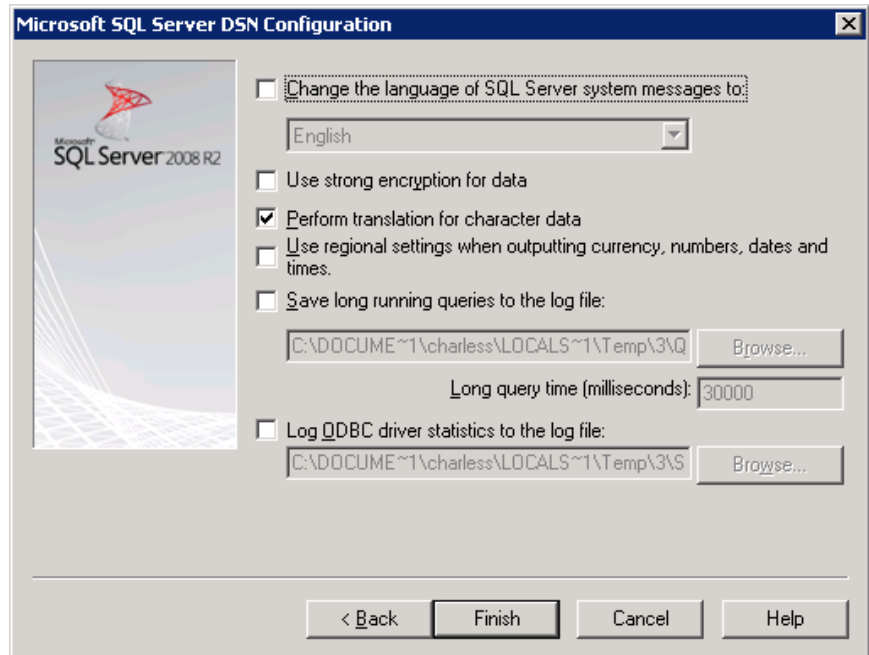 Microsoft SQL Server DSN Configuration
Microsoft
SQL Server 2008 R2
Change the language of SQL Server system messages to:
English
Use strong encryption for data
Perform translation for character data
Use regional settings when outputting currency, numbers, dates and
times.
Save long running queries to the log file:
C:\DOCUME~1\charless\LOCALS~1\Temp\3\Q
Browse...
Long query time (milliseconds):
30000
Log ODBC driver statistics to the log file:
C:\DOCUME~1\charless\LOCALS~1\Temp\3\S
Browse...
< Back
Finish
Cancel
Help